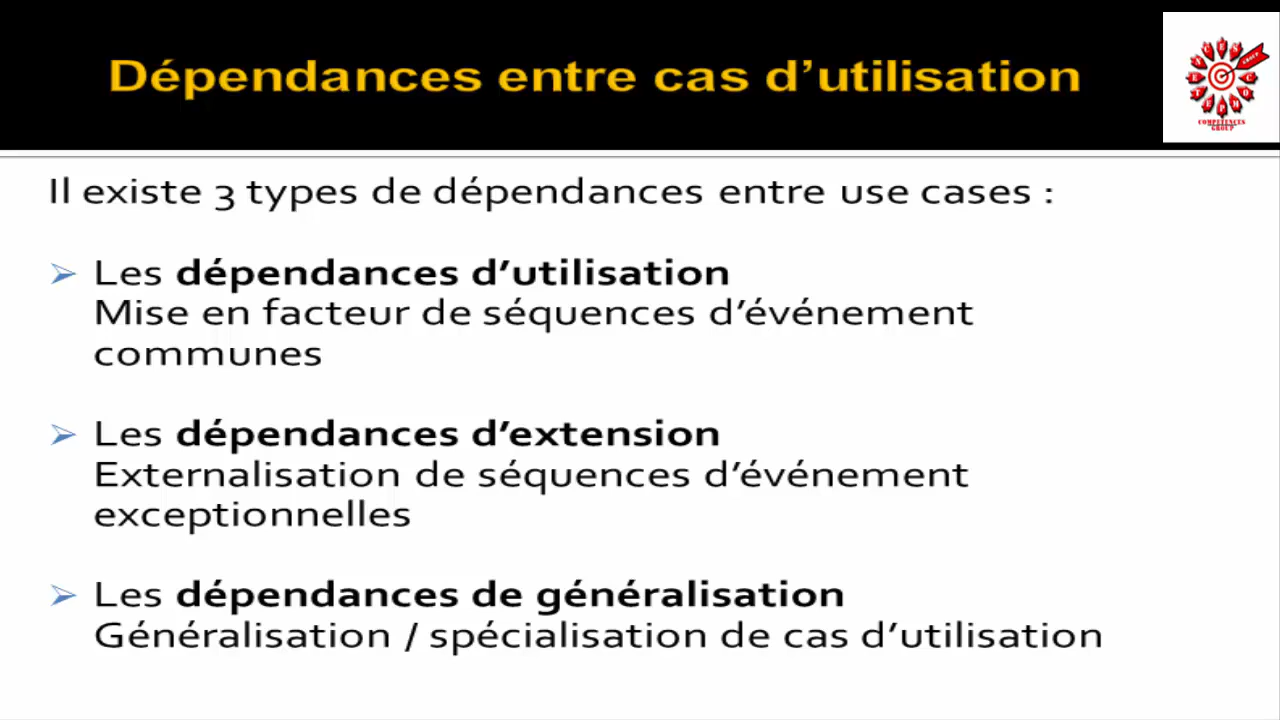 Dépendances entre cas d’utilisation
COMPETENCES
GROUP
Il existe 3 types de dépendances entre use cases :
Les dépendances d’utilisation
Mise en facteur de séquences d’événement
communes
Les dépendances d’extension
Externalisation de séquences d’événement
exceptionnelles
Les dépendances de généralisation
Généralisation / spécialisation de cas d’utilisation